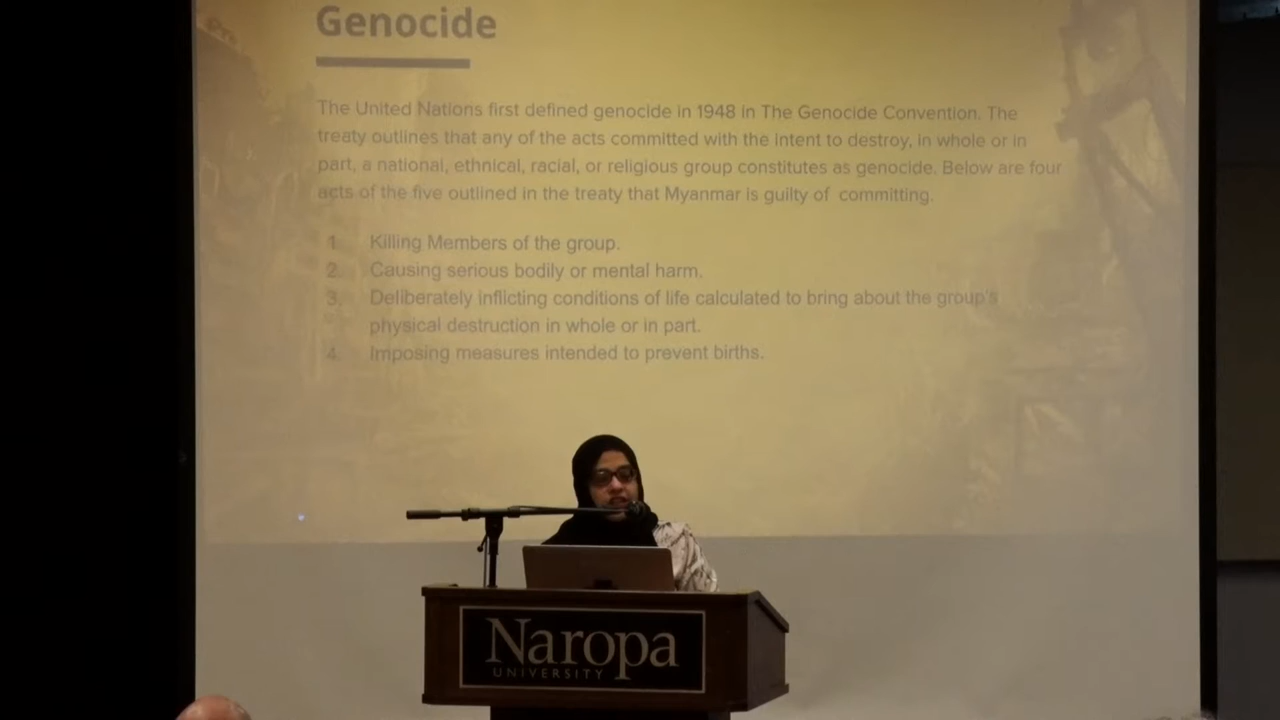 Genocide
The United Nations first defined genocide in 1948 in The Genocide Convention. The
treaty outlines that any of the acts committed with the intent to destroy, in whole or in
part, a national, ethnical, racial, or religious group constitutes as genocide. Below are four
acts of the five outlined in the treaty that Myanmar is guilty of committing.
1. Killing Members of the group.
2. Causing serious bodily or mental harm.
3. Deliberately inflicting conditions of life calculated to bring about the group's
physical destruction in whole or in part.
4. Imposing measures intended to prevent births.
Naropa
UNIVERSITY